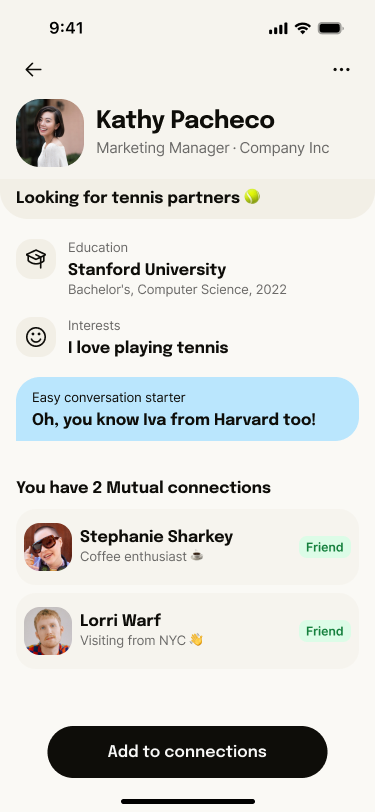 9:41
Kathy Pacheco
Marketing Manager · Company Inc
Looking for tennis partners 🎾
Education
Stanford University
Bachelor's, Computer Science, 2022
Interests
I love playing tennis
Easy conversation starter
Oh, you know Iva from Harvard too!
You have 2 Mutual connections
Stephanie Sharkey
Coffee enthusiast ☕
Friend
Lorri Warf
Visiting from NYC 👋
Friend
Add to connections